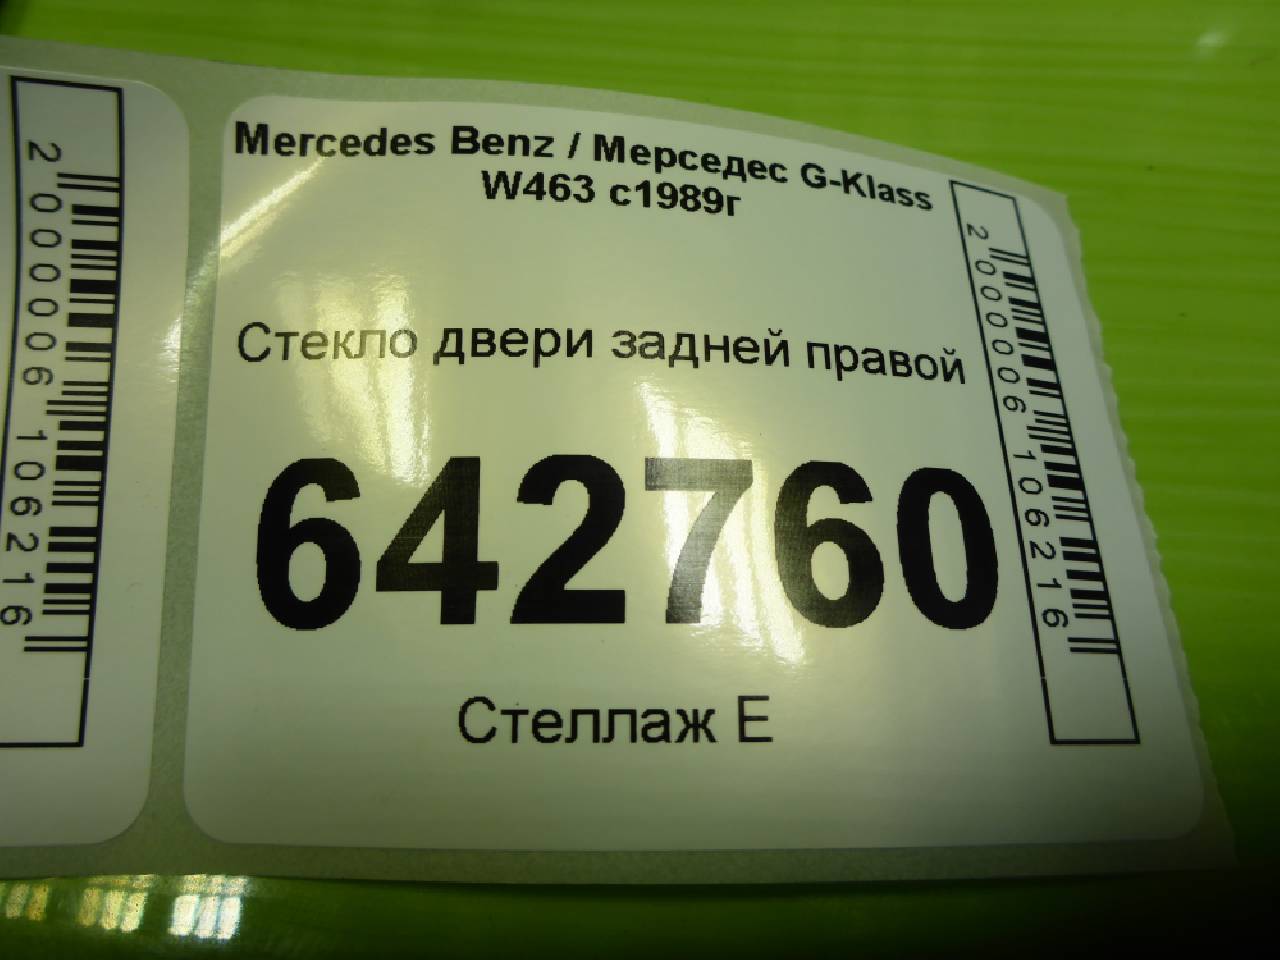 2000006106216
Mercedes Benz / Мерседес G-Klass
W463 с1989г
Стекло двери задней правой
642760
Стеллаж Е
2000006106216